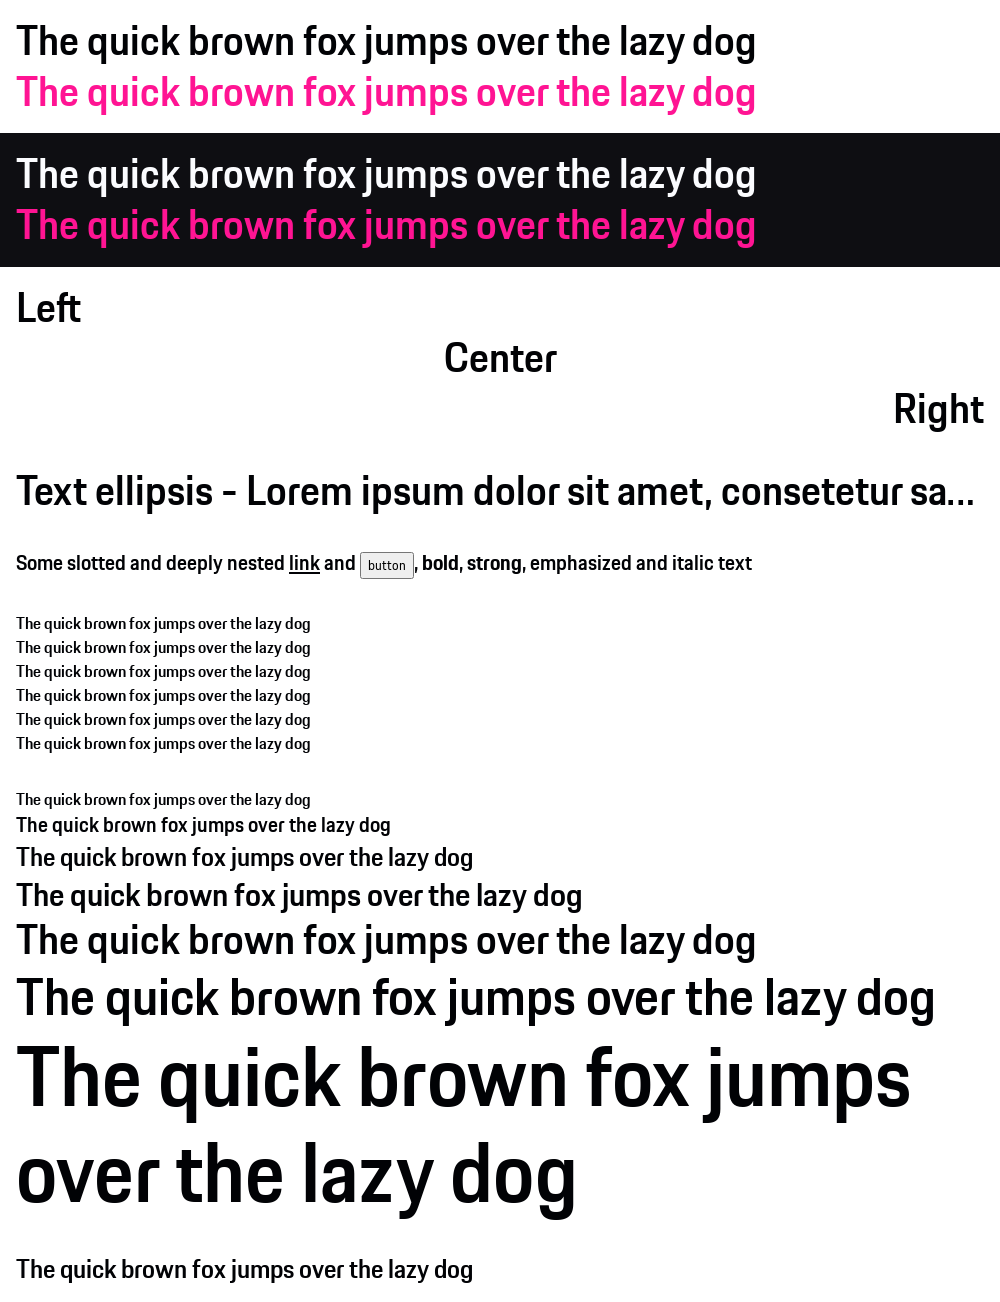 The quick brown fox jumps over the lazy dog
The quick brown fox jumps over the lazy dog
The quick brown fox jumps over the lazy dog
The quick brown fox jumps over the lazy dog
Left
Center
Right
Text ellipsis - Lorem ipsum dolor sit amet, consetetur sa...
Some slotted and deeply nested link and button, bold, strong, emphasized and italic text
The quick brown fox jumps over the lazy dog
The quick brown fox jumps over the lazy dog
The quick brown fox jumps over the lazy dog
The quick brown fox jumps over the lazy dog
The quick brown fox jumps over the lazy dog
The quick brown fox jumps over the lazy dog
The quick brown fox jumps over the lazy dog
The quick brown fox jumps over the lazy dog
The quick brown fox jumps over the lazy dog
The quick brown fox jumps over the lazy dog
The quick brown fox jumps over the lazy dog
The quick brown fox jumps over the lazy dog
The quick brown fox jumps
over the lazy dog
The quick brown fox jumps over the lazy dog